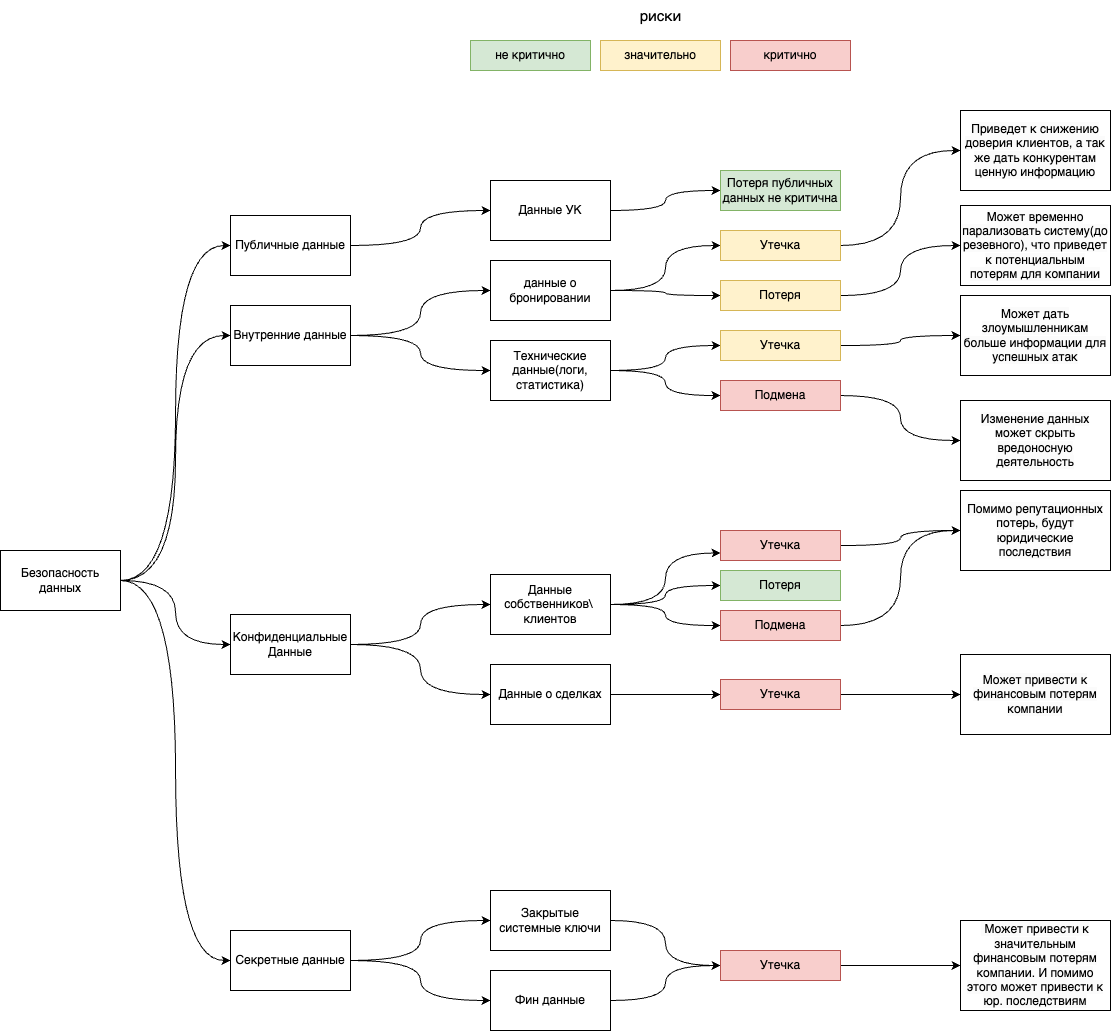 риски
не критично
значительно
критично
Безопасность
данных
Публичные данные
Данные УК
Потеря публичных
данных не критична
Внутренние данные
данные о
бронировании
Утечка
Приведет к снижению
доверия клиентов, а так
же дать конкурентам
ценную информацию
Потеря
Может временно
парализовать систему(до
резевного), что приведет
к потенциальным
потерям для компании
Технические
данные(логи,
статистика)
Утечка
Может дать
злоумышленникам
больше информации для
успешных атак
Подмена
Изменение данных
может скрыть
вредоносную
деятельность
Конфиденциальные
Данные
Данные
собственников\
клиентов
Утечка
Потеря
Подмена
Помимо репутационных
потерь, будут
юридические
последствия
Данные о сделках
Утечка
Может привести к
финансовым потерям
компании
Секретные данные
Закрытые
системные ключи
Фин данные
Утечка
Может привести к
значительным
финансовым потерям
компании. И помимо
этого может привести к
юр. последствиям